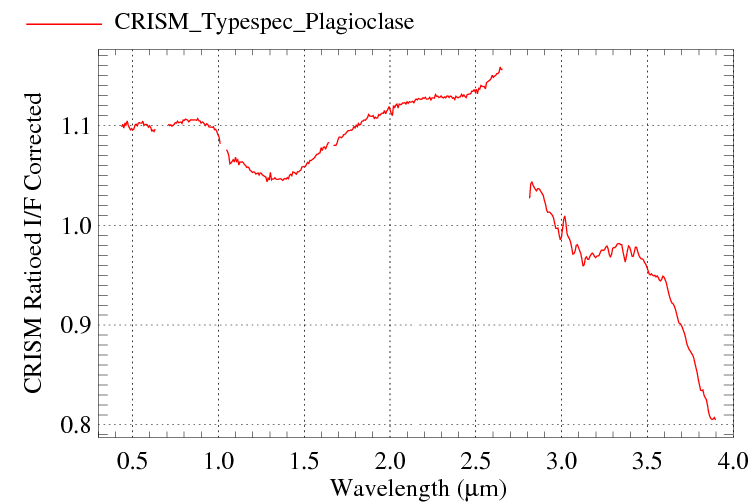 CRISM_Typespec_Plagioclase
CRISM Ratioed I/F Corrected
1.1
1.0
0.9
0.8
0.5 1.0 1.5 2.0 2.5 3.0 3.5 4.0
Wavelength (μm)